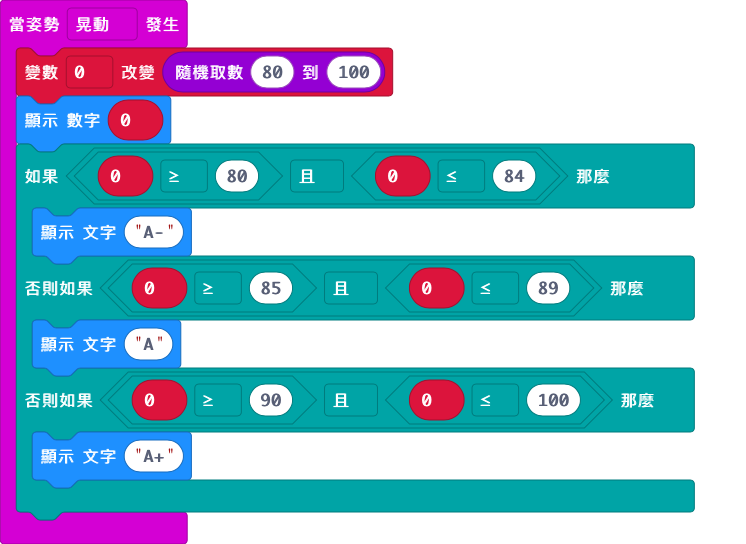 當姿勢 晃動 發生
變數 0 改變 隨機取數 80 到 100
顯示 數字 0
如果 0 ≥ 80 且 0 ≤ 84 那麼
顯示 文字 "A-"
否則如果 0 ≥ 85 且 0 ≤ 89 那麼
顯示 文字 "A"
否則如果 0 ≥ 90 且 0 ≤ 100 那麼
顯示 文字 "A+"